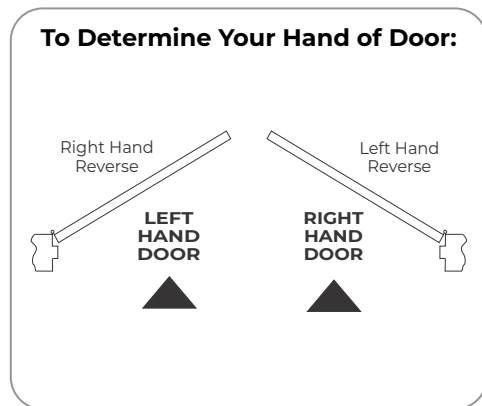 To Determine Your Hand of Door:
Right Hand
Reverse
Left Hand
Reverse
LEFT
HAND
DOOR
RIGHT
HAND
DOOR